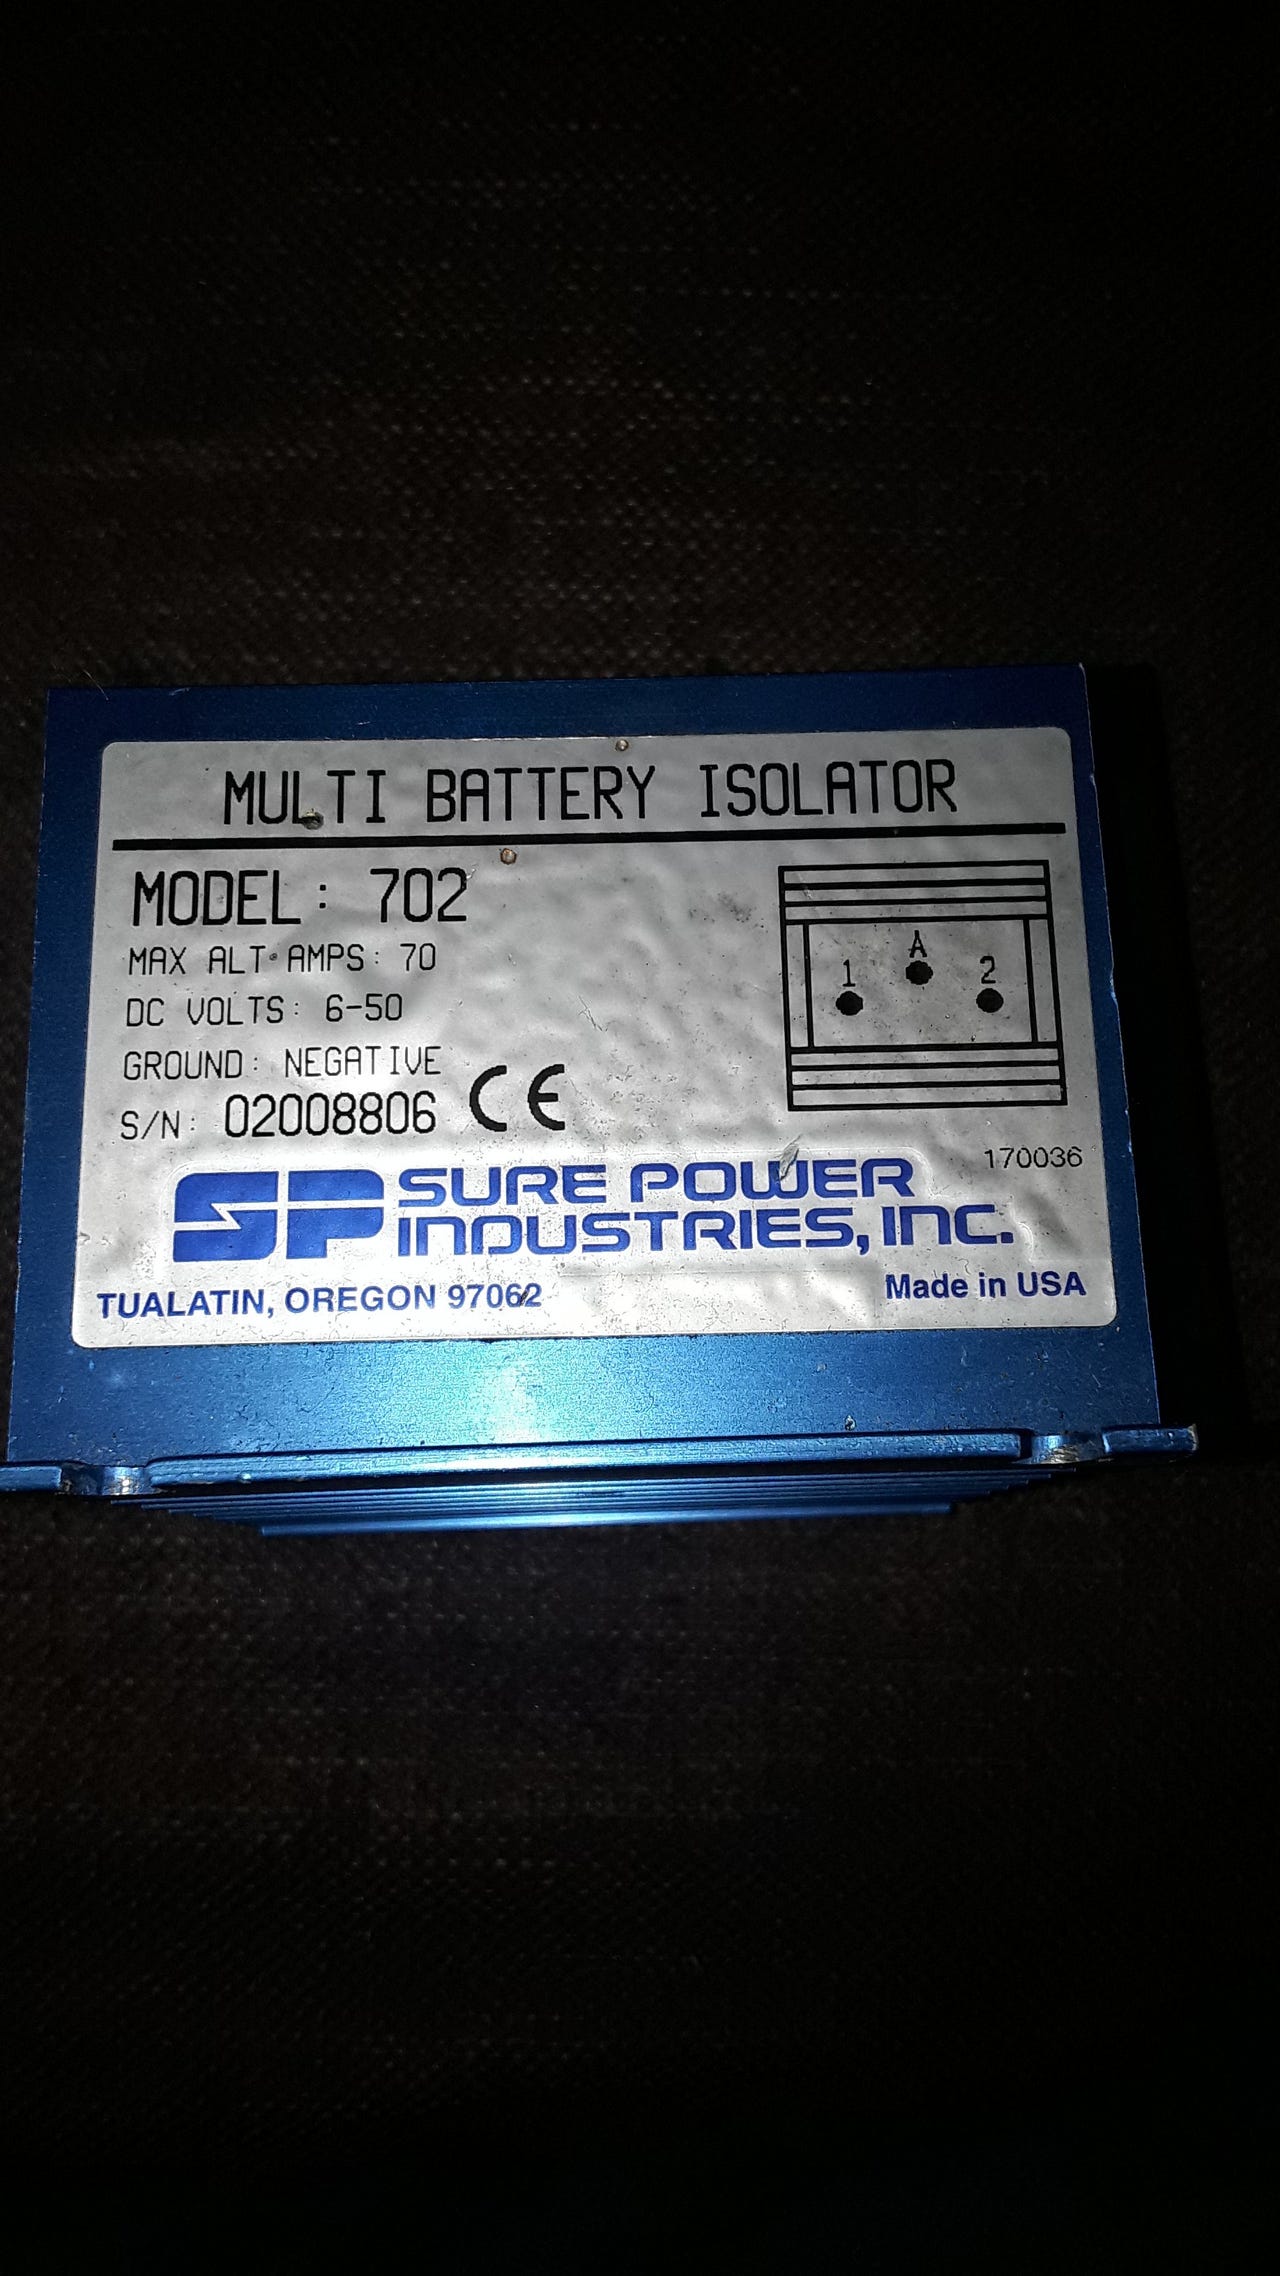 MULTI BATTERY ISOLATOR
MODEL: 702
MAX ALT AMPS: 70
DC VOLTS: 6-50
GROUND: NEGATIVE
S/N: 02008806 CE
1 A 2
170036
SP SURE POWER
INDUSTRIES, INC.
TUALATIN, OREGON 97062
Made in USA